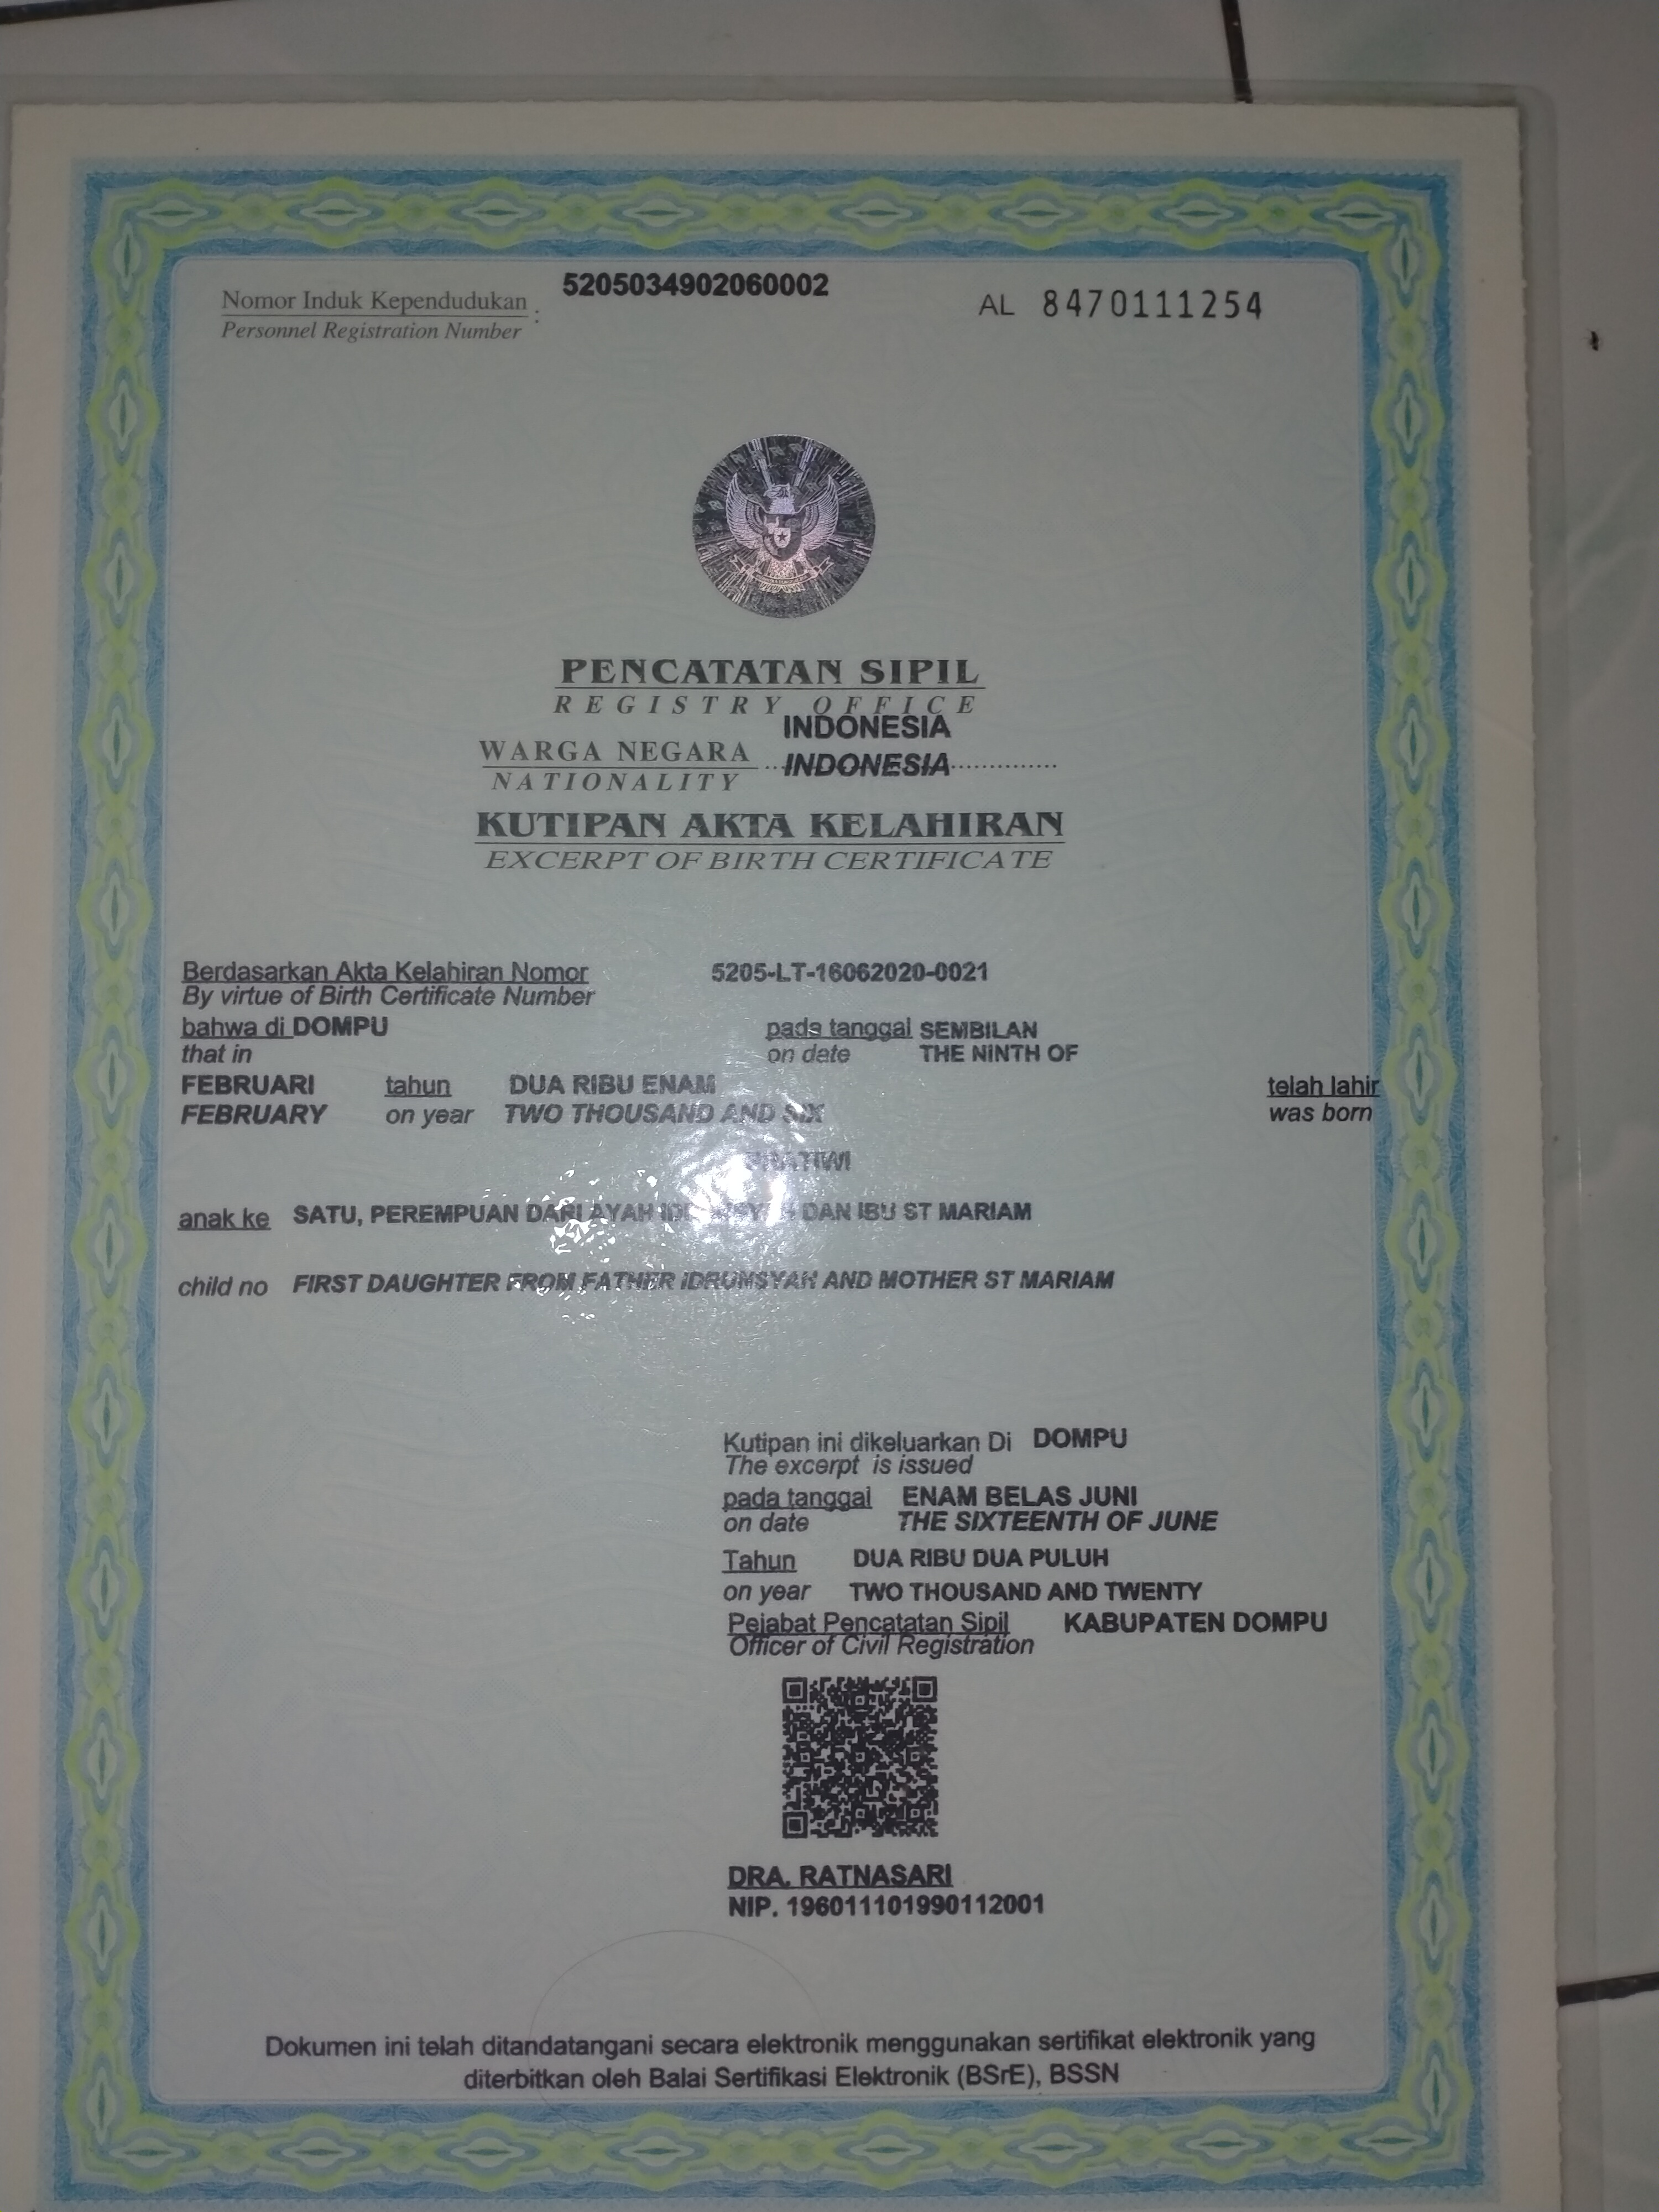 Nomor Induk Kependudukan : 5205034902060002
Personnel Registration Number
AL 8470111254
PENCATATAN SIPIL
REGISTRY OFFICE
INDONESIA
WARGA NEGARA
INDONESIA
NATIONALITY
KUTIPAN AKTA KELAHIRAN
EXCERPT OF BIRTH CERTIFICATE
Berdasarkan Akta Kelahiran Nomor 5205-LT-16062020-0021
By virtue of Birth Certificate Number
bahwa di DOMPU pada tanggal SEMBILAN
that in on date THE NINTH OF
FEBRUARI tahun DUA RIBU ENAM telah lahir
FEBRUARY on year TWO THOUSAND AND SIX was born
anak ke SATU, PEREMPUAN DARI AYAH DAN IBU ST MARIAM
child no FIRST DAUGHTER FROM FATHER IDRUMSYAH AND MOTHER ST MARIAM
Kutipan ini dikeluarkan Di DOMPU
The excerpt is issued
pada tanggal ENAM BELAS JUNI
on date THE SIXTEENTH OF JUNE
Tahun DUA RIBU DUA PULUH
on year TWO THOUSAND AND TWENTY
Pejabat Pencatatan Sipil KABUPATEN DOMPU
Officer of Civil Registration
DRA. RATNASARI
NIP. 196011101990112001
Dokumen ini telah ditandatangani secara elektronik menggunakan sertifikat elektronik yang
diterbitkan oleh Balai Sertifikasi Elektronik (BSrE), BSSN